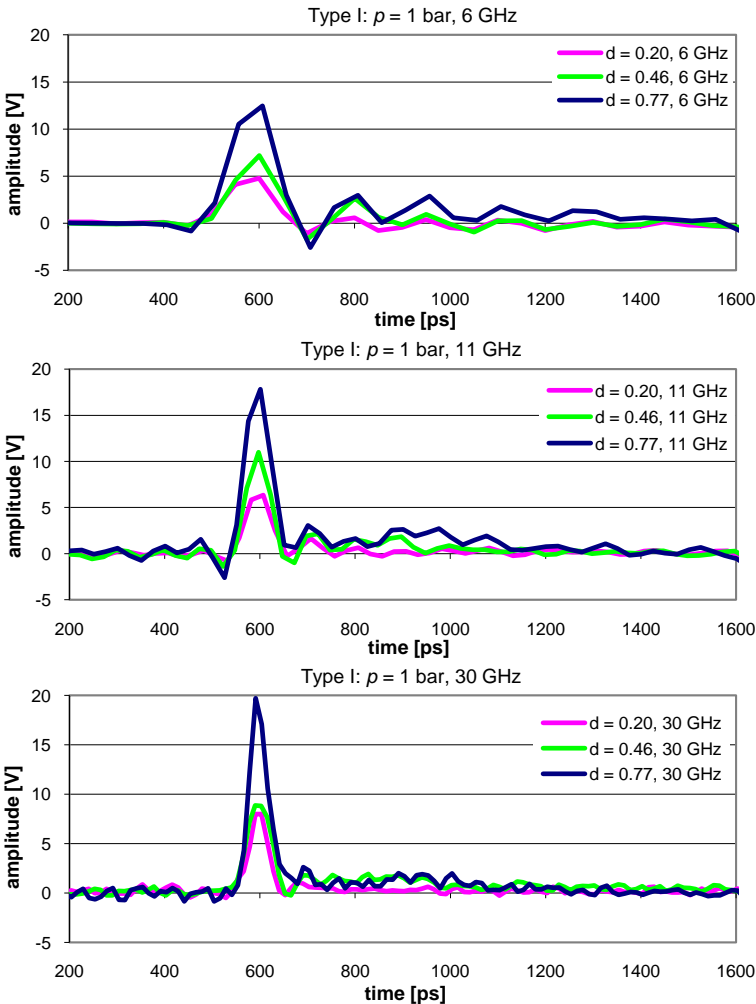 Type I: p = 1 bar, 6 GHz
20
15
10
5
0
-5
amplitude [V]
d = 0.20, 6 GHz
d = 0.46, 6 GHz
d = 0.77, 6 GHz
200 400 600 800 1000 1200 1400 1600
time [ps]
Type I: p = 1 bar, 11 GHz
20
15
10
5
0
-5
amplitude [V]
d = 0.20, 11 GHz
d = 0.46, 11 GHz
d = 0.77, 11 GHz
200 400 600 800 1000 1200 1400 1600
time [ps]
Type I: p = 1 bar, 30 GHz
20
15
10
5
0
-5
amplitude [V]
d = 0.20, 30 GHz
d = 0.46, 30 GHz
d = 0.77, 30 GHz
200 400 600 800 1000 1200 1400 1600
time [ps]